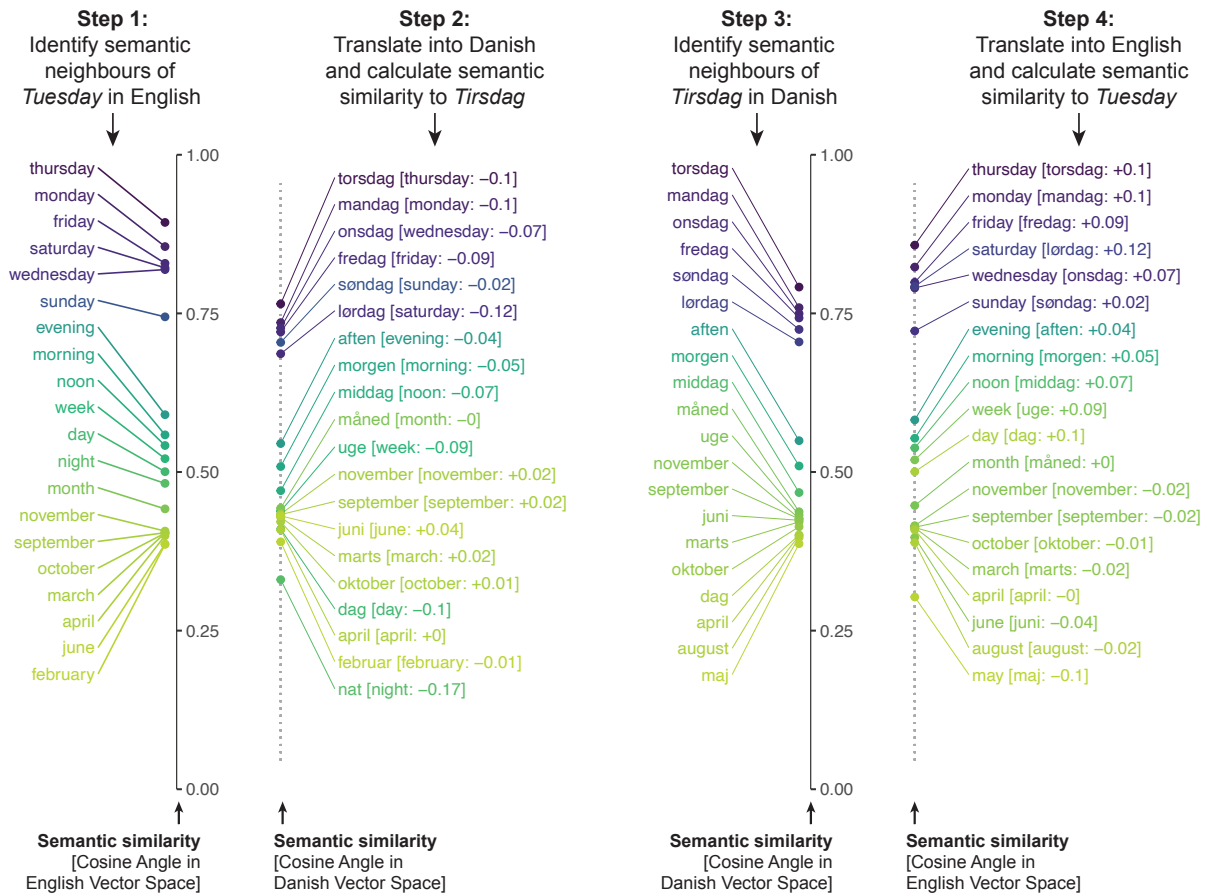 Step 1:
Identify semantic
neighbours of
Tuesday in English
Step 2:
Translate into Danish
and calculate semantic
similarity to Tirsdag
Step 3:
Identify semantic
neighbours of
Tirsdag in Danish
Step 4:
Translate into English
and calculate semantic
similarity to Tuesday
thursday
monday
friday
saturday
wednesday
sunday
evening
morning
noon
week
day
night
month
november
september
october
march
april
june
february
1.00
0.75
0.50
0.25
0.00
torsdag [thursday: −0.1]
mandag [monday: −0.1]
onsdag [wednesday: −0.07]
fredag [friday: −0.09]
søndag [sunday: −0.02]
lørdag [saturday: −0.12]
aften [evening: −0.04]
morgen [morning: −0.05]
middag [noon: −0.07]
måned [month: −0]
uge [week: −0.09]
november [november: +0.02]
september [september: +0.02]
juni [june: +0.04]
marts [march: +0.02]
oktober [october: +0.01]
dag [day: −0.1]
april [april: +0]
februar [february: −0.01]
nat [night: −0.17]
torsdag
mandag
onsdag
fredag
søndag
lørdag
aften
morgen
middag
måned
uge
november
september
juni
marts
oktober
dag
april
august
maj
1.00
0.75
0.50
0.25
0.00
thursday [torsdag: +0.1]
monday [mandag: +0.1]
friday [fredag: +0.09]
saturday [lørdag: +0.12]
wednesday [onsdag: +0.07]
sunday [søndag: +0.02]
evening [aften: +0.04]
morning [morgen: +0.05]
noon [middag: +0.07]
week [uge: +0.09]
day [dag: +0.1]
month [måned: +0]
november [november: −0.02]
september [september: −0.02]
october [oktober: −0.01]
march [marts: −0.02]
april [april: −0]
june [juni: −0.04]
august [august: −0.02]
may [maj: −0.1]
Semantic similarity
[Cosine Angle in
English Vector Space]
Semantic similarity
[Cosine Angle in
Danish Vector Space]
Semantic similarity
[Cosine Angle in
Danish Vector Space]
Semantic similarity
[Cosine Angle in
English Vector Space]